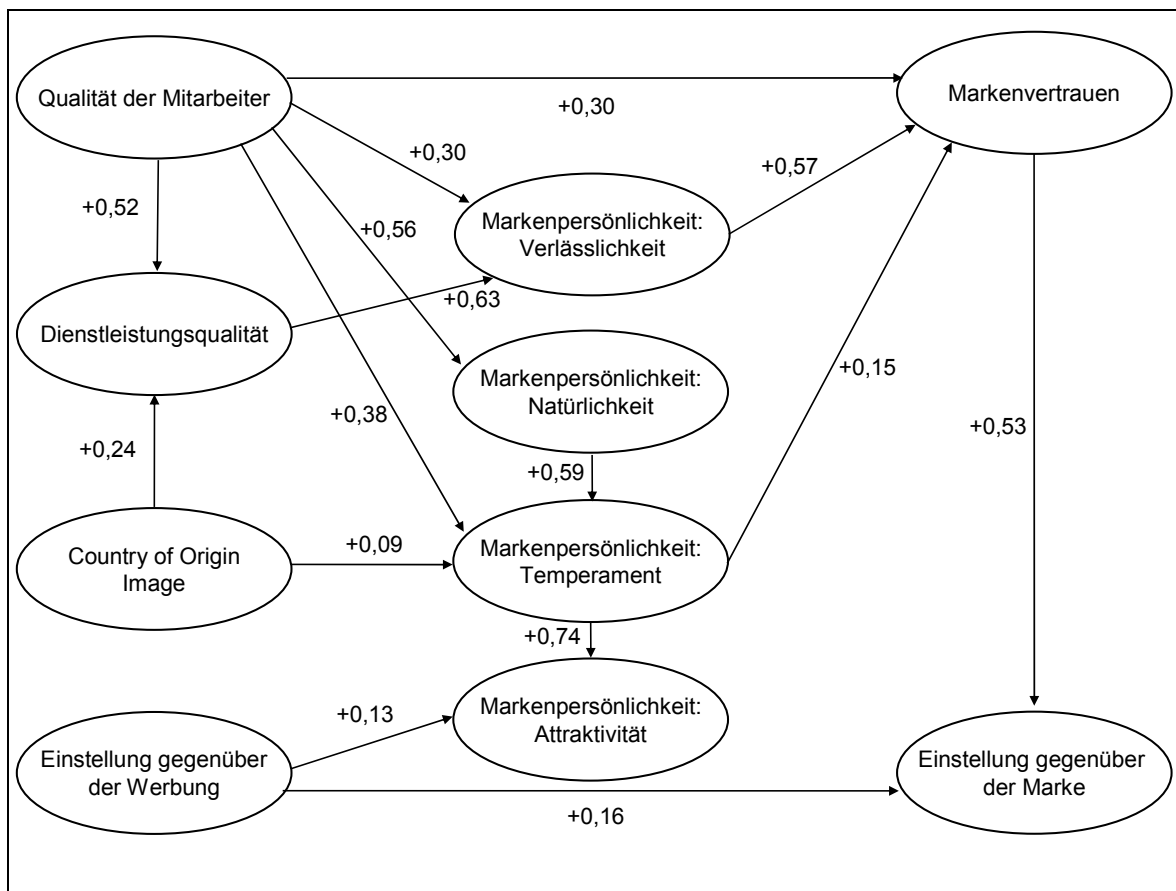 Qualität der Mitarbeiter
Markenvertrauen
+0,30
+0,30
+0,57
+0,52
Markenpersönlichkeit:
Verlässlichkeit
+0,56
+0,63
Dienstleistungsqualität
Markenpersönlichkeit:
Natürlichkeit
+0,15
+0,38
+0,24
+0,53
+0,59
Country of Origin
Image
+0,09
Markenpersönlichkeit:
Temperament
+0,74
+0,13
Markenpersönlichkeit:
Attraktivität
Einstellung gegenüber
der Werbung
Einstellung gegenüber
der Marke
+0,16